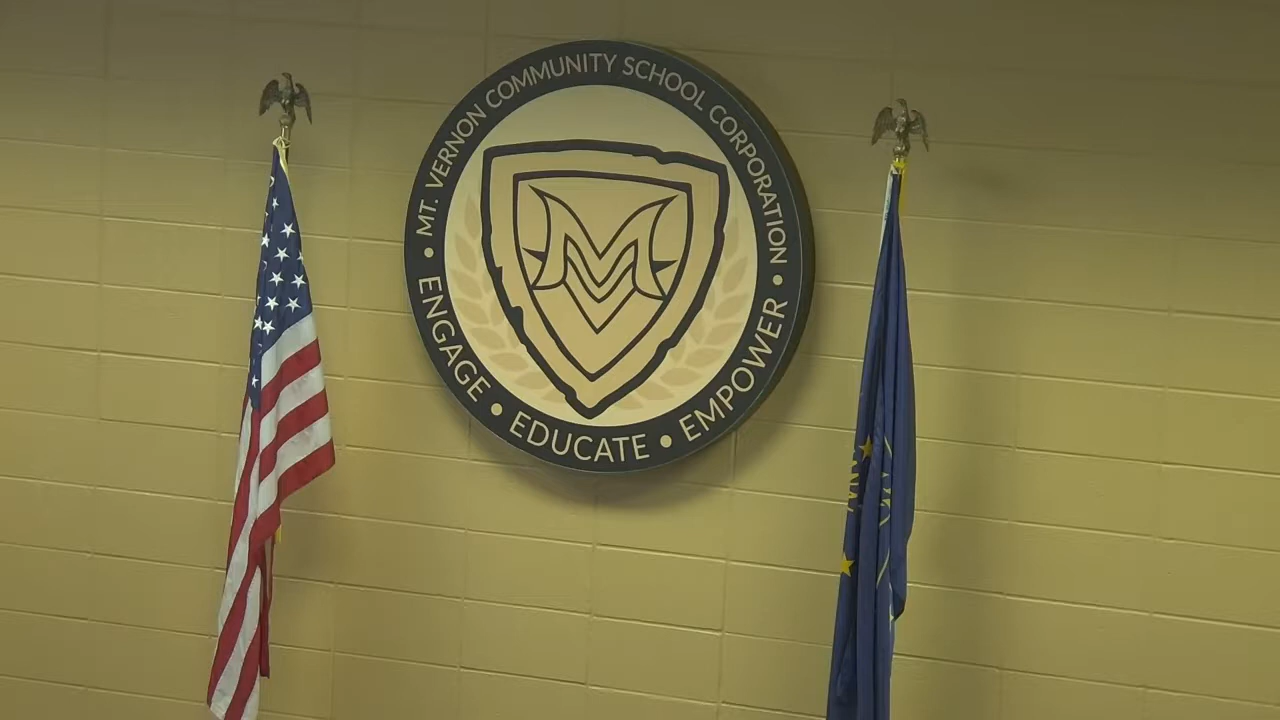 MT. VERNON COMMUNITY SCHOOL CORPORATION
ENGAGE • EDUCATE • EMPOWER